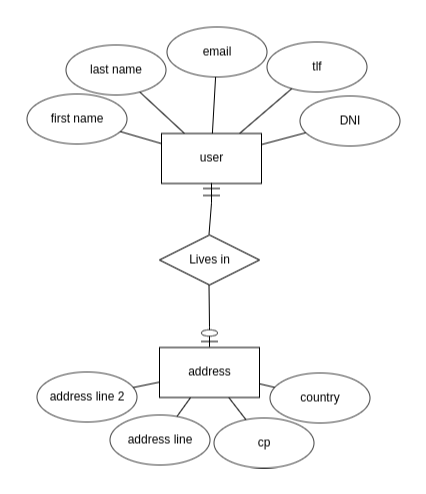 email
last name
tlf
first name
DNI
user
Lives in
address
address line 2
country
address line
cp